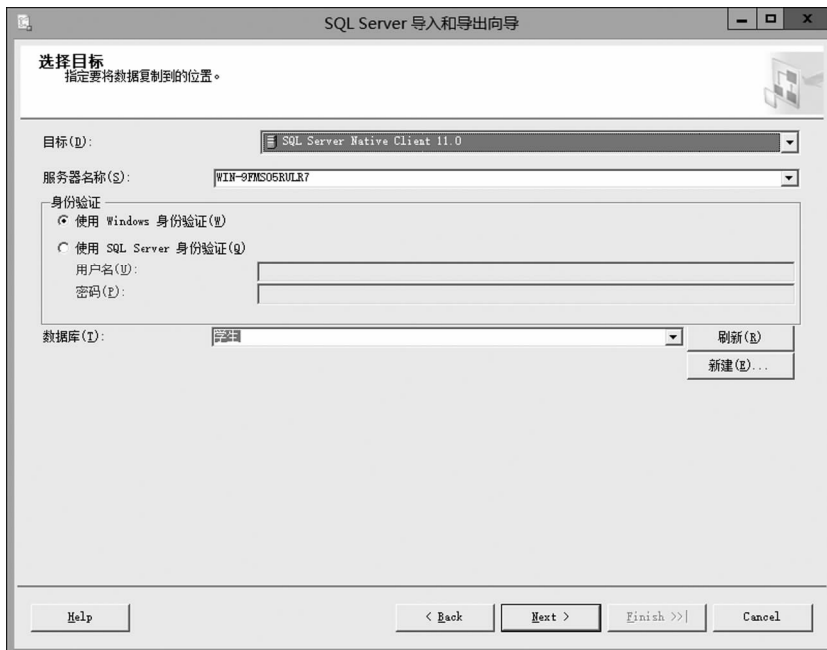 SQL Server 导入和导出向导
选择目标
指定要将数据复制到的位置。
目标(D):
SQL Server Native Client 11.0
服务器名称(S):
WIN-9FMSO5RULR7
身份验证
使用 Windows 身份验证(W)
使用 SQL Server 身份验证(Q)
用户名(U):
密码(P):
数据库(T):
学生
刷新(R)
新建(E)...
Help
< Back
Next >
Finish >>|
Cancel